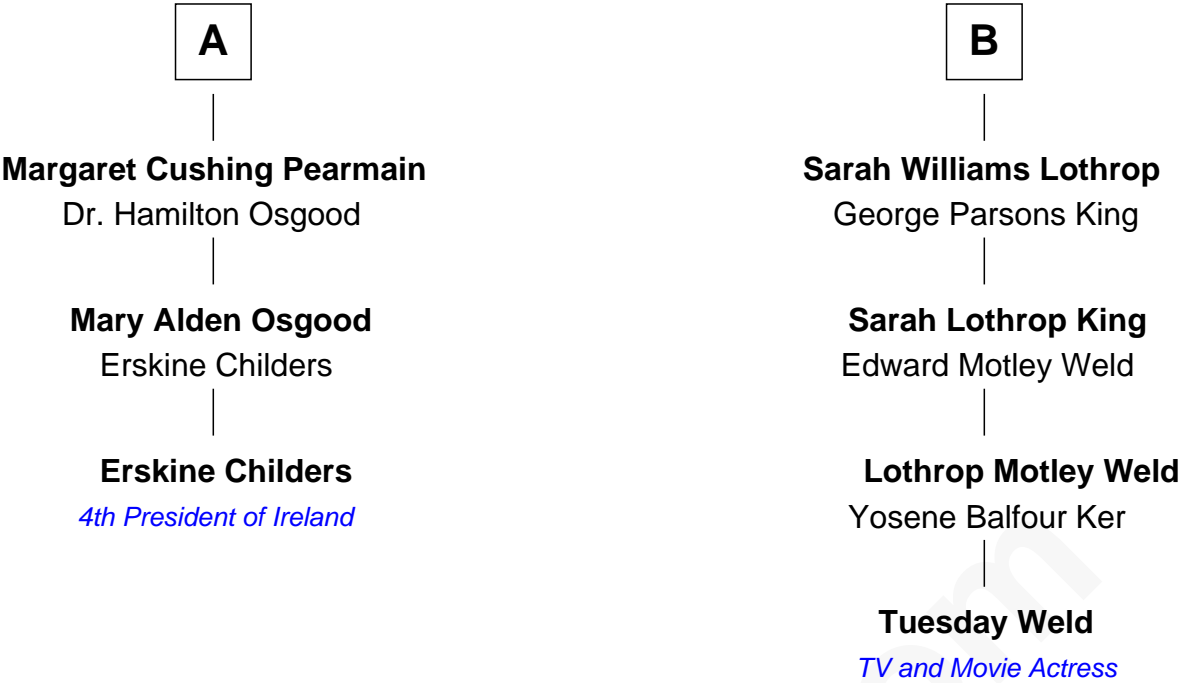 A
Margaret Cushing Pearmain
Dr. Hamilton Osgood
Mary Alden Osgood
Erskine Childers
Erskine Childers
4th President of Ireland
B
Sarah Williams Lothrop
George Parsons King
Sarah Lothrop King
Edward Motley Weld
Lothrop Motley Weld
Yosene Balfour Ker
Tuesday Weld
TV and Movie Actress